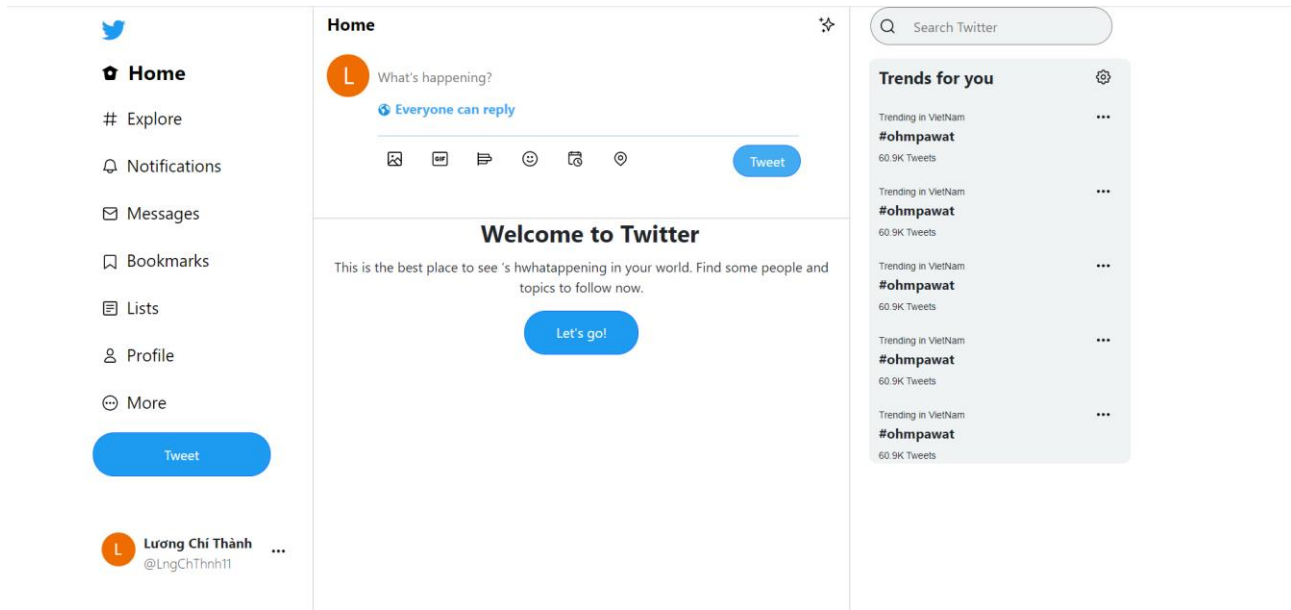 Home
Explore
Notifications
Messages
Bookmarks
Lists
Profile
More
Tweet
L
Lương Chí Thành
@LngChThnh11
Home
L
What's happening?
Everyone can reply
GIF
Tweet
Welcome to Twitter
This is the best place to see 's hwhatappening in your world. Find some people and
topics to follow now.
Let's go!
Search Twitter
Trends for you
Trending in VietNam
#ohmpawat
60.9K Tweets
Trending in VietNam
#ohmpawat
60.9K Tweets
Trending in VietNam
#ohmpawat
60.9K Tweets
Trending in VietNam
#ohmpawat
60.9K Tweets
Trending in VietNam
#ohmpawat
60.9K Tweets